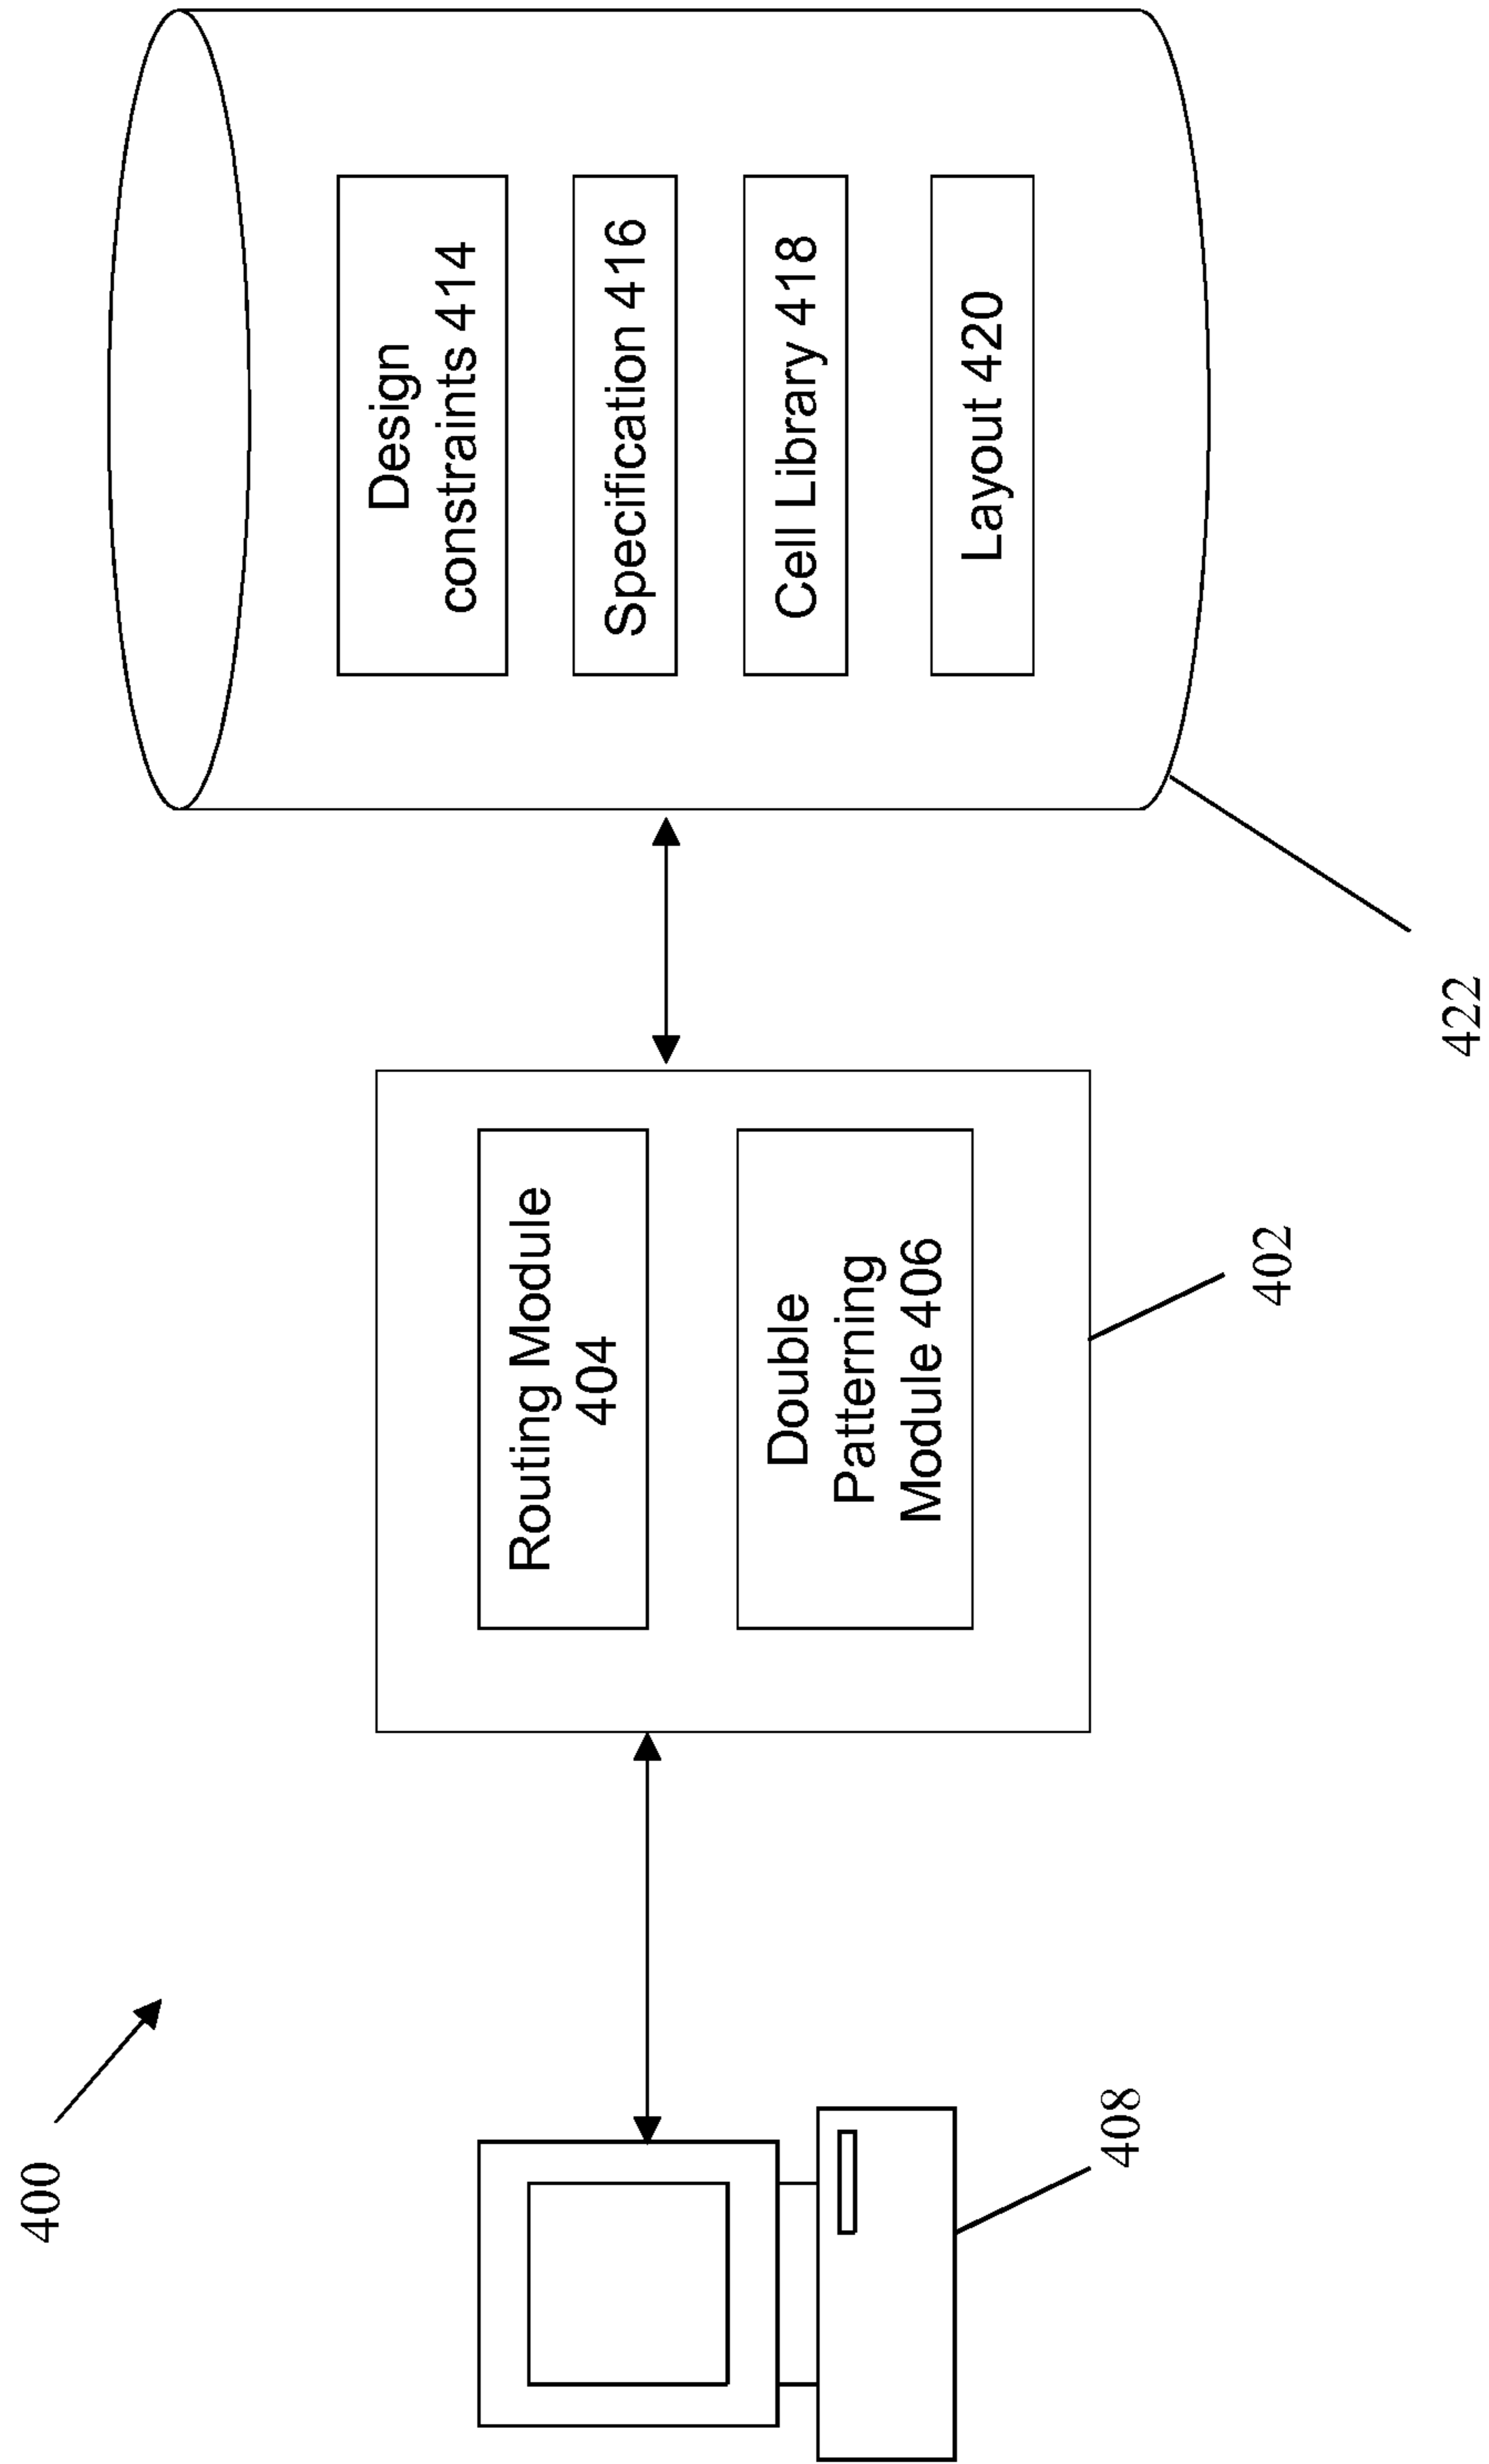 400
408
Routing Module
404
Double
Patterning
Module 406
402
Design
constraints 414
Specification 416
Cell Library 418
Layout 420
422